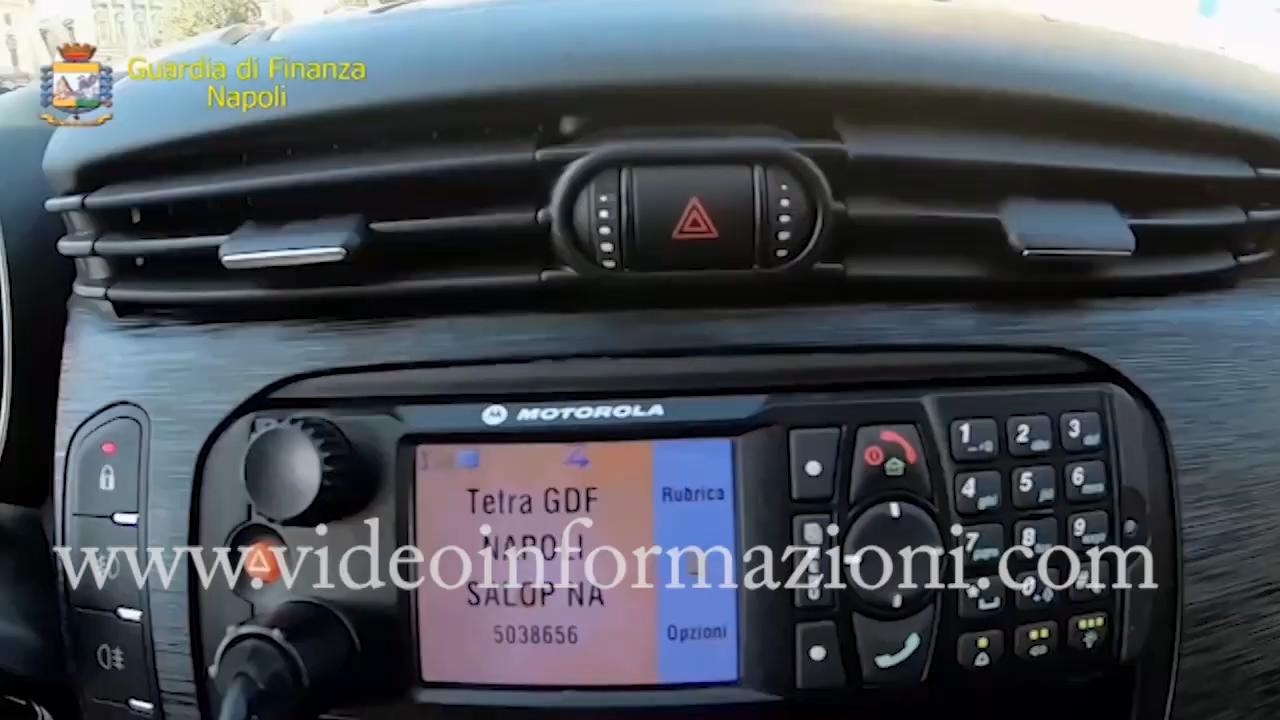 Guardia di Finanza
Napoli
MOTOROLA
Tetra GDF
NAPOLI
SALOP NA
5038656
Rubrica
Opzioni
www.videoinformazioni.com
1
2
3
4
5
6
7
8
9
0
#